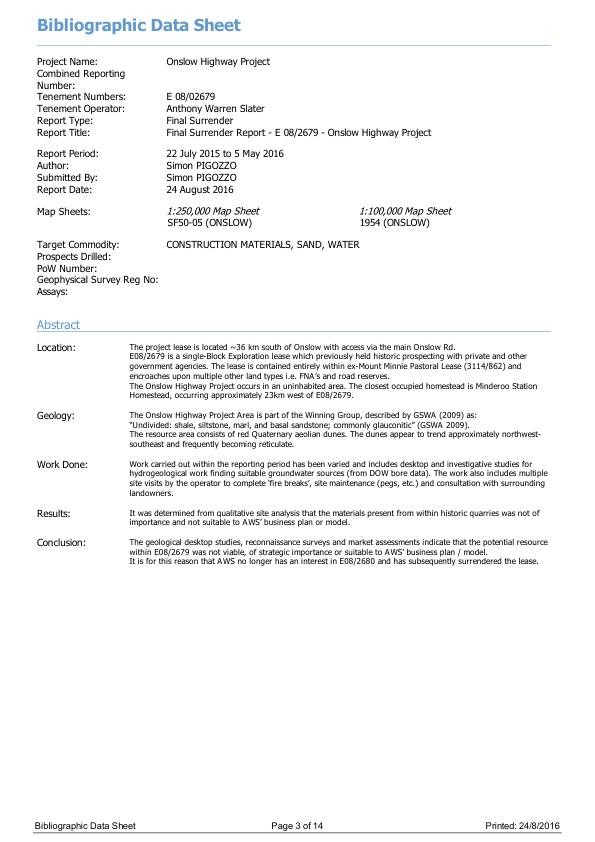 Bibliographic Data Sheet
Project Name: Onslow Highway Project
Combined Reporting
Number:
Tenement Numbers: E 08/02679
Tenement Operator: Anthony Warren Slater
Report Type: Final Surrender
Report Title: Final Surrender Report - E 08/2679 - Onslow Highway Project
Report Period: 22 July 2015 to 5 May 2016
Author: Simon PIGOZZO
Submitted By: Simon PIGOZZO
Report Date: 24 August 2016
Map Sheets: 1:250,000 Map Sheet 1:100,000 Map Sheet
SF50-05 (ONSLOW) 1954 (ONSLOW)
Target Commodity: CONSTRUCTION MATERIALS, SAND, WATER
Prospects Drilled:
PoW Number:
Geophysical Survey Reg No:
Assays:
Abstract
Location: The project lease is located ~36 km south of Onslow with access via the main Onslow Rd.
E08/2679 is a single-Block Exploration lease which previously held historic prospecting with private and other
government agencies. The lease is contained entirely within ex-Mount Minnie Pastoral Lease (3114/862) and
encroaches upon multiple other land types i.e. FNA's and road reserves.
The Onslow Highway Project occurs in an uninhabited area. The closest occupied homestead is Minderoo Station
Homestead, occurring approximately 23km west of E08/2679.
Geology: The Onslow Highway Project Area is part of the Winning Group, described by GSWA (2009) as:
“Undivided: shale, siltstone, marl, and basal sandstone; commonly glauconitic” (GSWA 2009).
The resource area consists of red Quaternary aeolian dunes. The dunes appear to trend approximately northwest-
southeast and frequently becoming reticulate.
Work Done: Work carried out within the reporting period has been varied and includes desktop and investigative studies for
hydrogeological work finding suitable groundwater sources (from DOW bore data). The work also includes multiple
site visits by the operator to complete ‘fire breaks’, site maintenance (pegs, etc.) and consultation with surrounding
landowners.
Results: It was determined from qualitative site analysis that the materials present from within historic quarries was not of
importance and not suitable to AWS’ business plan or model.
Conclusion: The geological desktop studies, reconnaissance surveys and market assessments indicate that the potential resource
within E08/2679 was not viable, of strategic importance or suitable to AWS’ business plan / model.
It is for this reason that AWS no longer has an interest in E08/2680 and has subsequently surrendered the lease.
Bibliographic Data Sheet Page 3 of 14 Printed: 24/8/2016